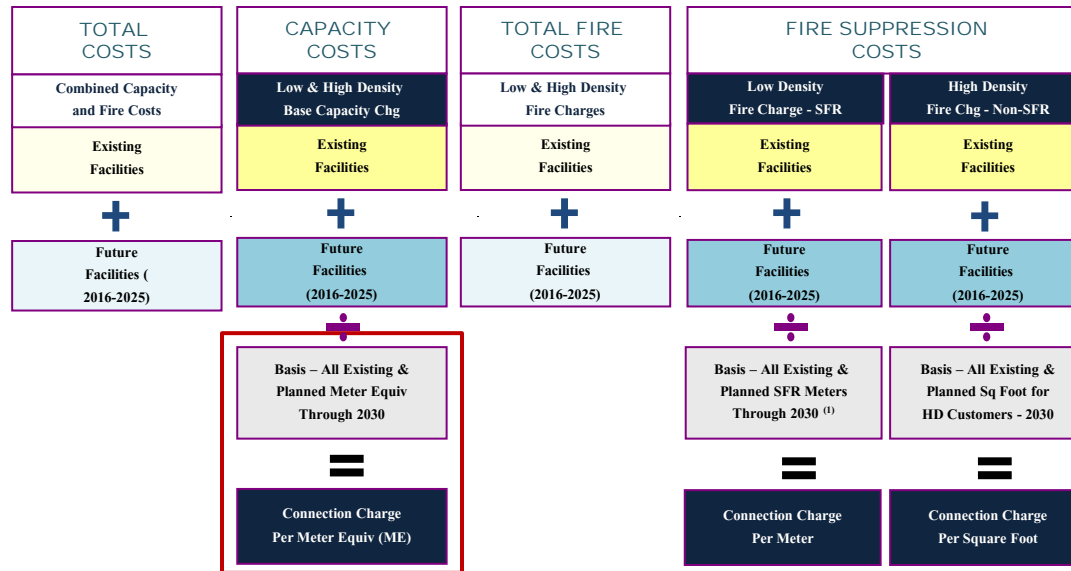 TOTAL
COSTS
CAPACITY
COSTS
TOTAL FIRE
COSTS
FIRE SUPPRESSION
COSTS
Combined Capacity
and Fire Costs
Low & High Density
Base Capacity Chg
Low & High Density
Fire Charges
Low Density
Fire Charge - SFR
High Density
Fire Chg - Non-SFR
Existing
Facilities
Existing
Facilities
Existing
Facilities
Existing
Facilities
Existing
Facilities
+
+
+
+
+
Future
Facilities (
2016-2025)
Future
Facilities
(2016-2025)
Future
Facilities
(2016-2025)
Future
Facilities
(2016-2025)
Future
Facilities
(2016-2025)
÷
÷
÷
Basis – All Existing &
Planned Meter Equiv
Through 2030
Basis – All Existing &
Planned SFR Meters
Through 2030 (1)
Basis – All Existing &
Planned Sq Foot for
HD Customers - 2030
=
=
=
Connection Charge
Per Meter Equiv (ME)
Connection Charge
Per Meter
Connection Charge
Per Square Foot